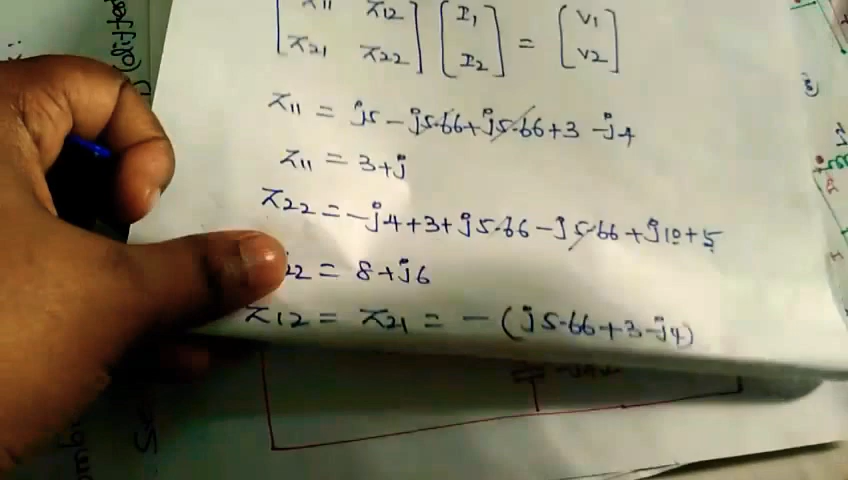 [Z11 Z12] [I1] = [V1]
[Z21 Z22] [I2] [V2]
Z11 = j5 - j5.66 + j5.66 + 3 - j4
Z11 = 3 + j
Z22 = -j4 + 3 + j5.66 - j5.66 + j10 + 5
22 = 8 + j6
Z12 = Z21 = -(j5.66 + 3 - j4)